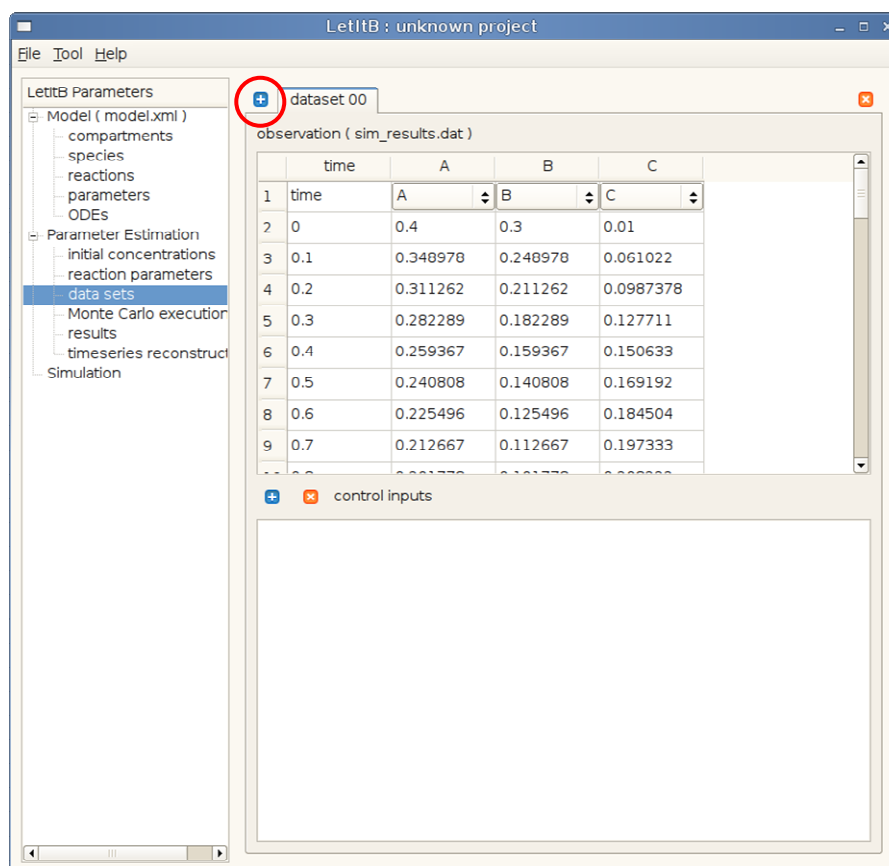 LetItB : unknown project
File Tool Help
LetItB Parameters
Model ( model.xml )
compartments
species
reactions
parameters
ODEs
Parameter Estimation
initial concentrations
reaction parameters
data sets
Monte Carlo execution
results
timeseries reconstruct
Simulation
dataset 00
observation ( sim_results.dat )
time A B C
1 time A B C
2 0 0.4 0.3 0.01
3 0.1 0.348978 0.248978 0.061022
4 0.2 0.311262 0.211262 0.0987378
5 0.3 0.282289 0.182289 0.127711
6 0.4 0.259367 0.159367 0.150633
7 0.5 0.240808 0.140808 0.169192
8 0.6 0.225496 0.125496 0.184504
9 0.7 0.212667 0.112667 0.197333
control inputs